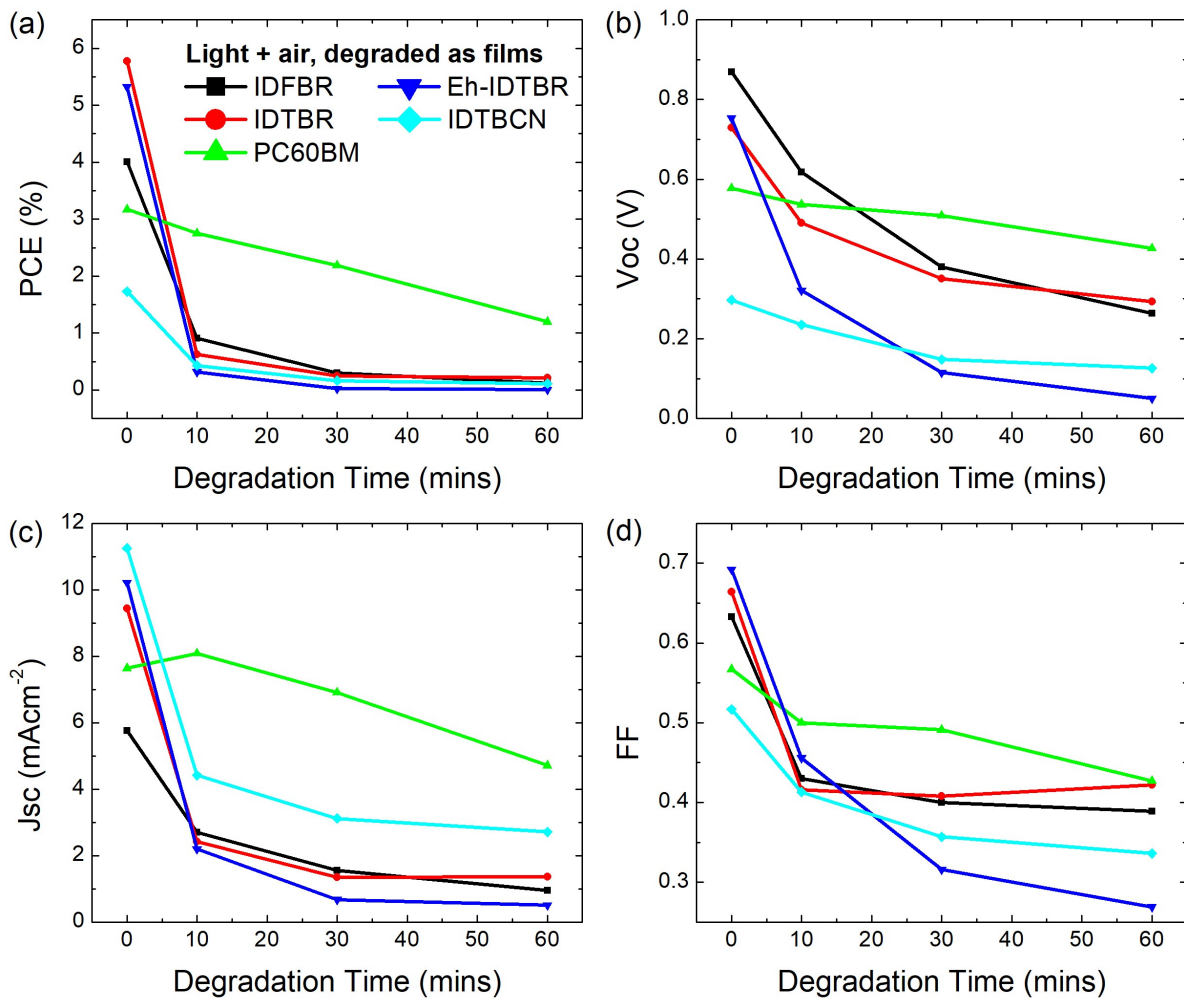 (a)
6
5
4
3
2
1
0
PCE (%)
Light + air, degraded as films
IDFBR
Eh-IDTBR
IDTBR
IDTBCN
PC60BM
0 10 20 30 40 50 60
Degradation Time (mins)
(b)
1.0
0.8
0.6
0.4
0.2
0.0
Voc (V)
0 10 20 30 40 50 60
Degradation Time (mins)
(c)
12
10
8
6
4
2
0
Jsc (mAcm⁻²)
0 10 20 30 40 50 60
Degradation Time (mins)
(d)
0.7
0.6
0.5
0.4
0.3
FF
0 10 20 30 40 50 60
Degradation Time (mins)